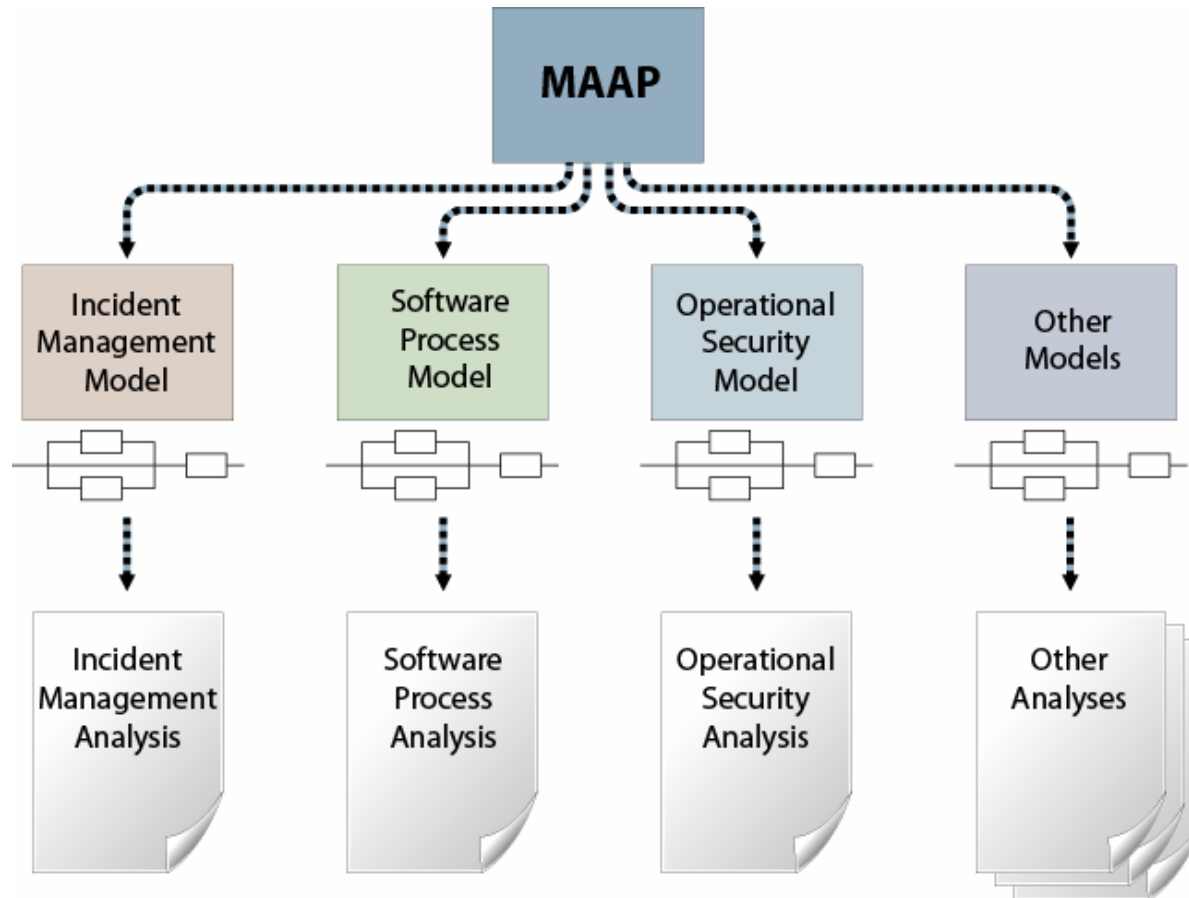 MAAP
Incident
Management
Model
Software
Process
Model
Operational
Security
Model
Other
Models
Incident
Management
Analysis
Software
Process
Analysis
Operational
Security
Analysis
Other
Analyses